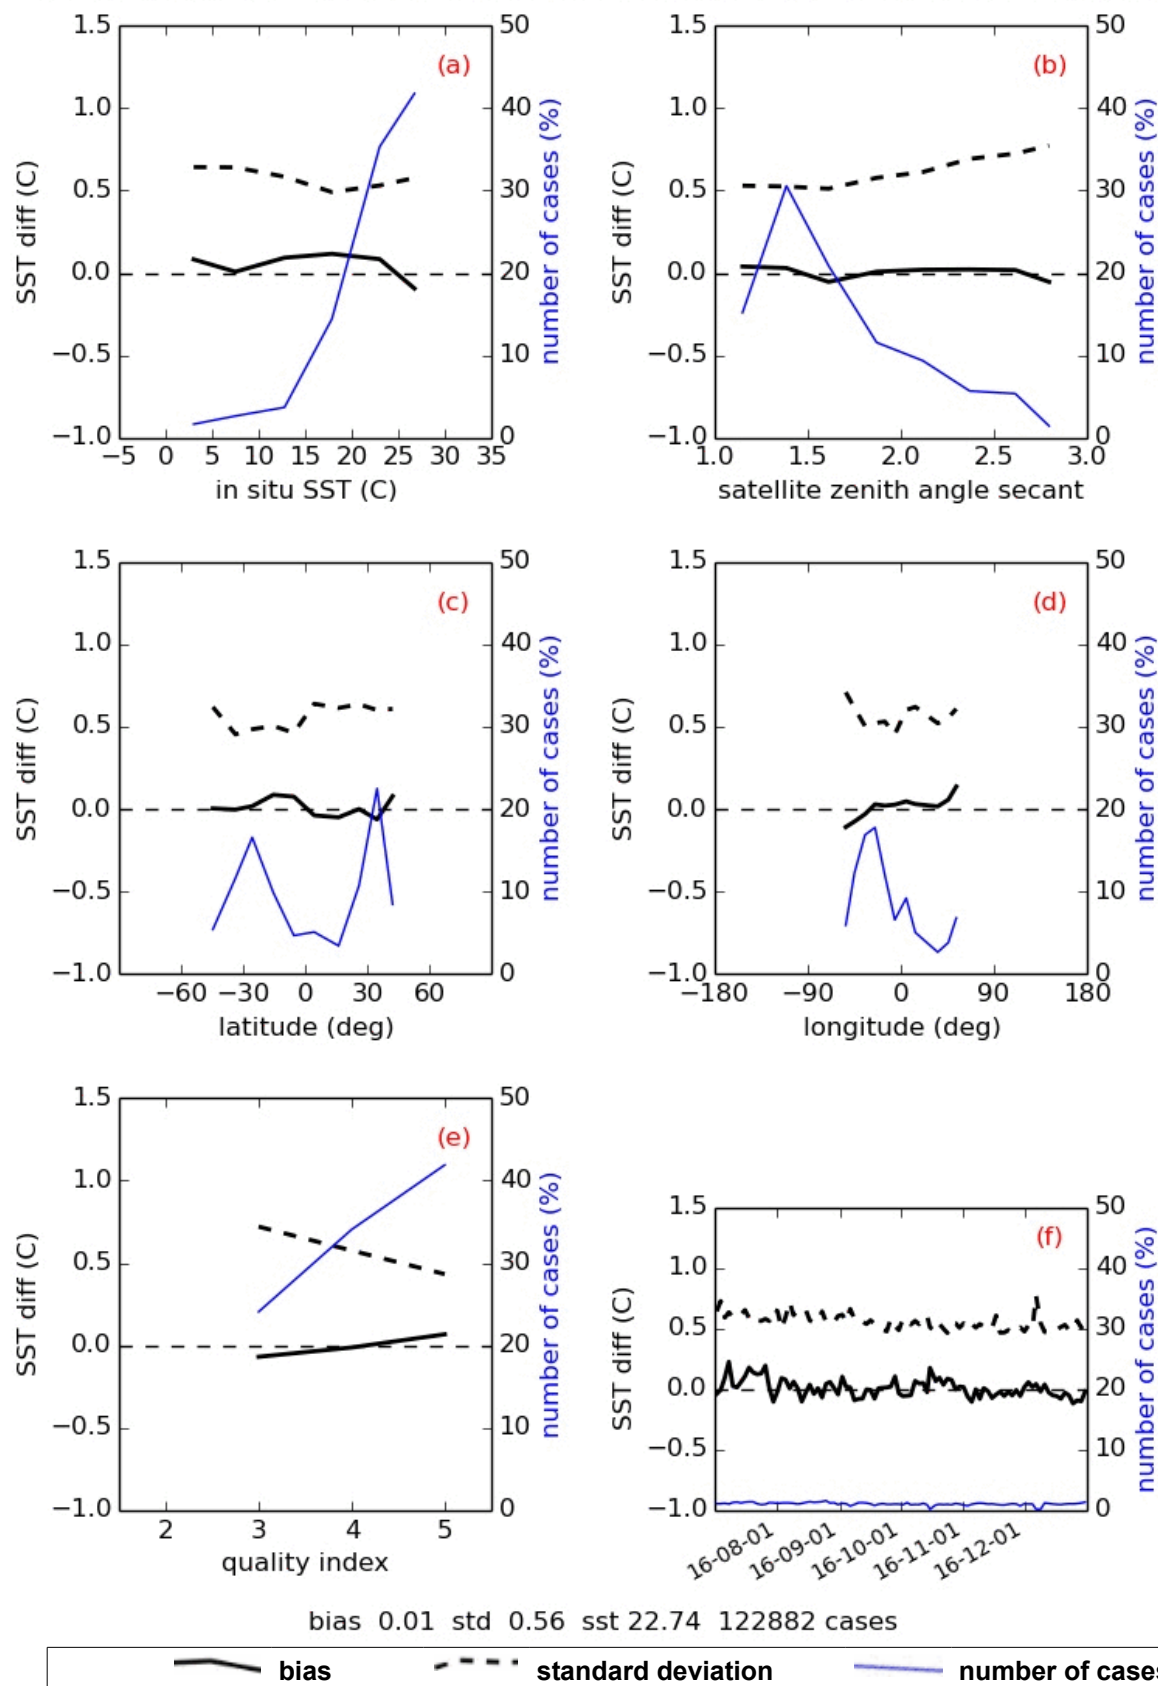 1.5 50 1.5 50
(a) (b)
1.0 40 1.0 40
0.5 30 0.5 30
0.0 20 0.0 20
−0.5 10 −0.5 10
−1.0 0 −1.0 0
SST diff (C) number of cases (%) SST diff (C) number of cases (%)
−5 0 5 10 15 20 25 30 35 1.0 1.5 2.0 2.5 3.0
in situ SST (C) satellite zenith angle secant
1.5 50 1.5 50
(c) (d)
1.0 40 1.0 40
0.5 30 0.5 30
0.0 20 0.0 20
−0.5 10 −0.5 10
−1.0 0 −1.0 0
SST diff (C) number of cases (%) SST diff (C) number of cases (%)
−60 −30 0 30 60 −180 −90 0 90 180
latitude (deg) longitude (deg)
1.5 50
(e)
1.0 40
0.5 30
0.0 20
−0.5 10
−1.0 0
SST diff (C) number of cases (%)
2 3 4 5
quality index
1.5 50
(f)
1.0 40
0.5 30
0.0 20
−0.5 10
−1.0 0
SST diff (C) number of cases (%)
16-08-01 16-09-01 16-10-01 16-11-01 16-12-01
bias 0.01 std 0.56 sst 22.74 122882 cases
bias standard deviation number of cases